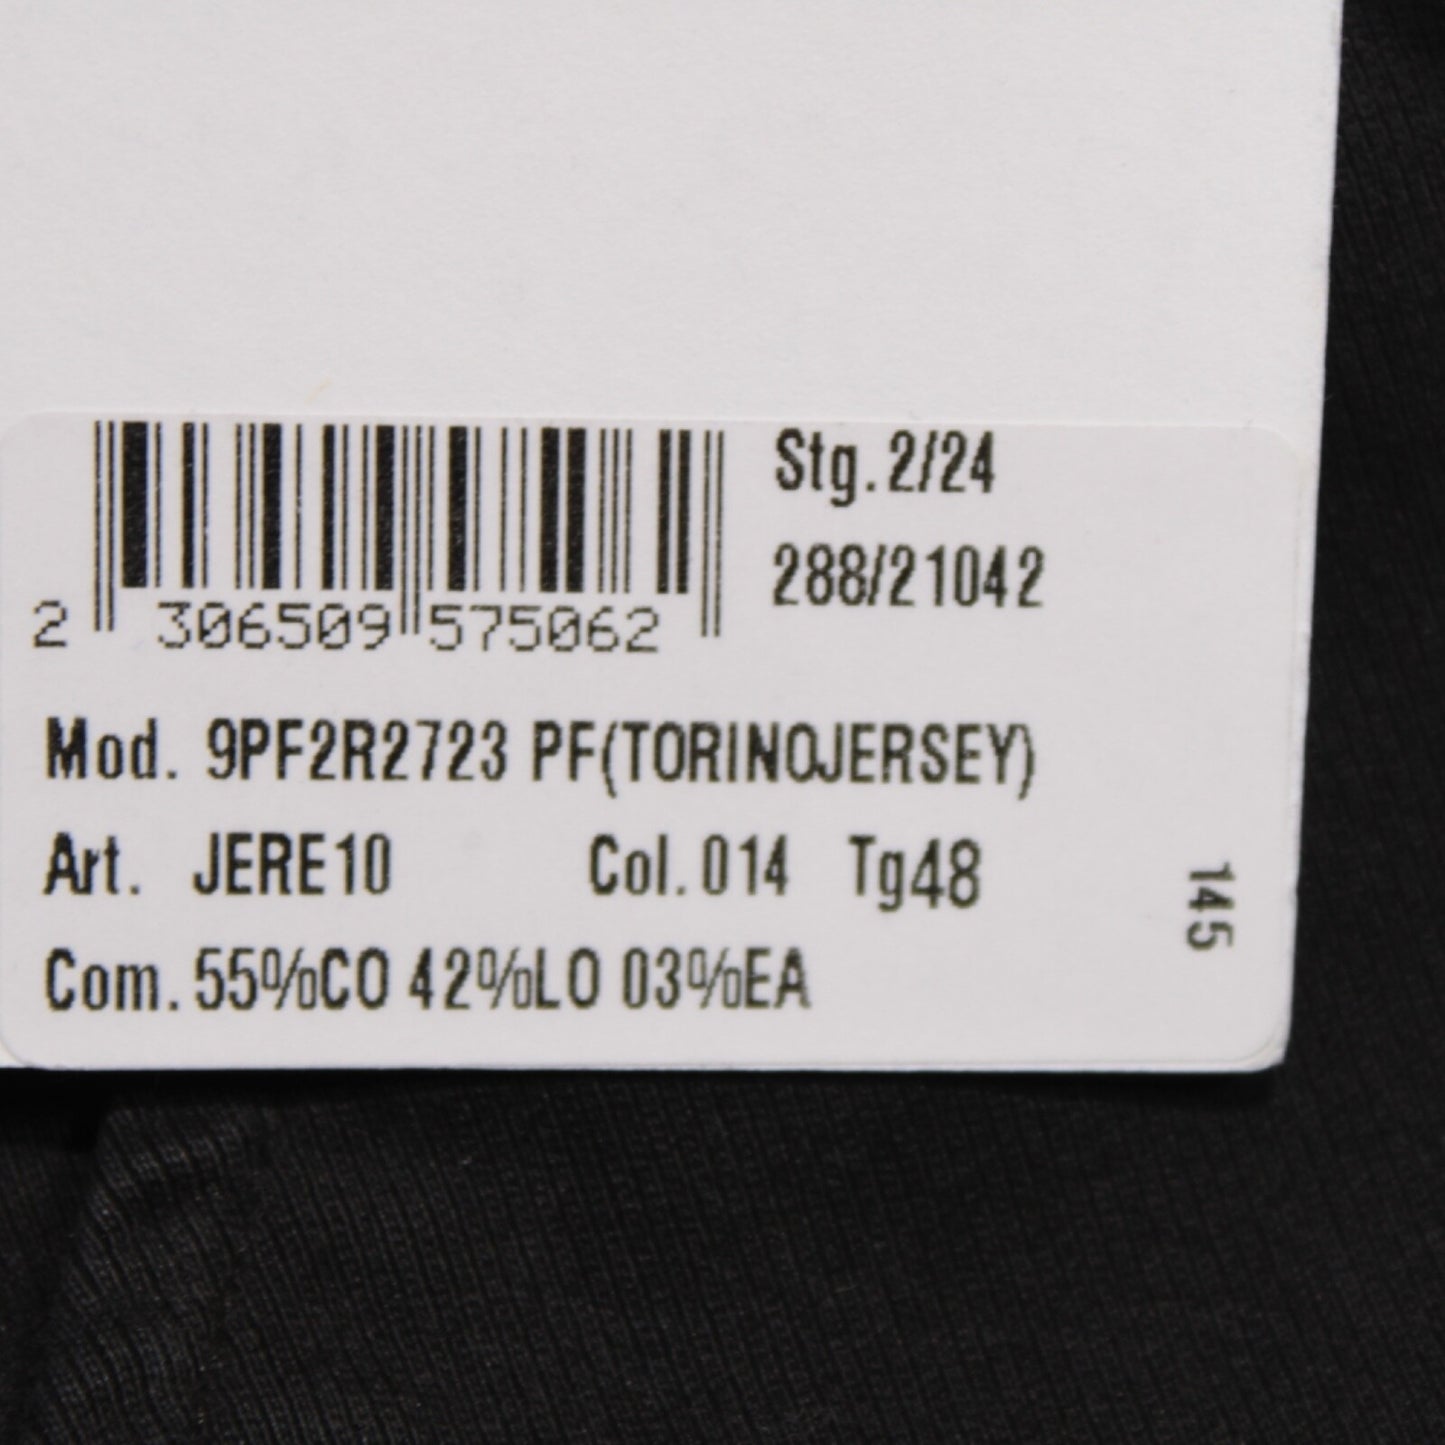 2 306509 575062
Stg.2/24
288/21042
Mod. 9PF2R2723 PF(TORINOJERSEY)
Art. JERE10 Col.014 Tg48
Com.55%CO 42%LO 03%EA
145